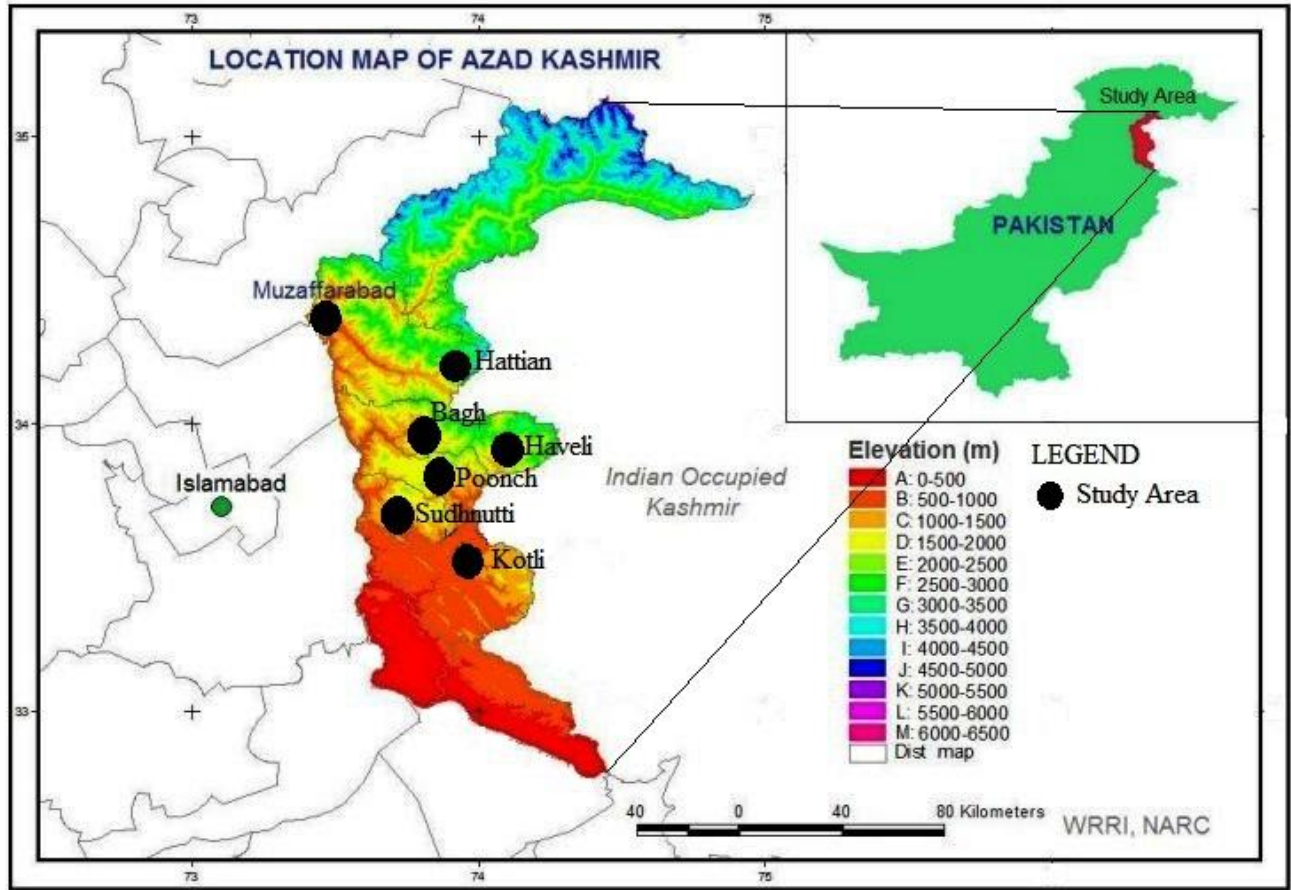 73 74 75
LOCATION MAP OF AZAD KASHMIR
Study Area
35 35
PAKISTAN
Muzaffarabad
Hattian
Bagh
34 34
Haveli
Elevation (m) LEGEND
Poonch
Islamabad
Indian Occupied
Kashmir
A: 0-500
Study Area
B: 500-1000
Sudhnutti
C: 1000-1500
D: 1500-2000
Kotli
E: 2000-2500
F: 2500-3000
G: 3000-3500
H: 3500-4000
I: 4000-4500
J: 4500-5000
K: 5000-5500
33 33
L: 5500-6000
M: 6000-6500
Dist map
40 0 40 80 Kilometers
WRRI, NARC
73 74 75